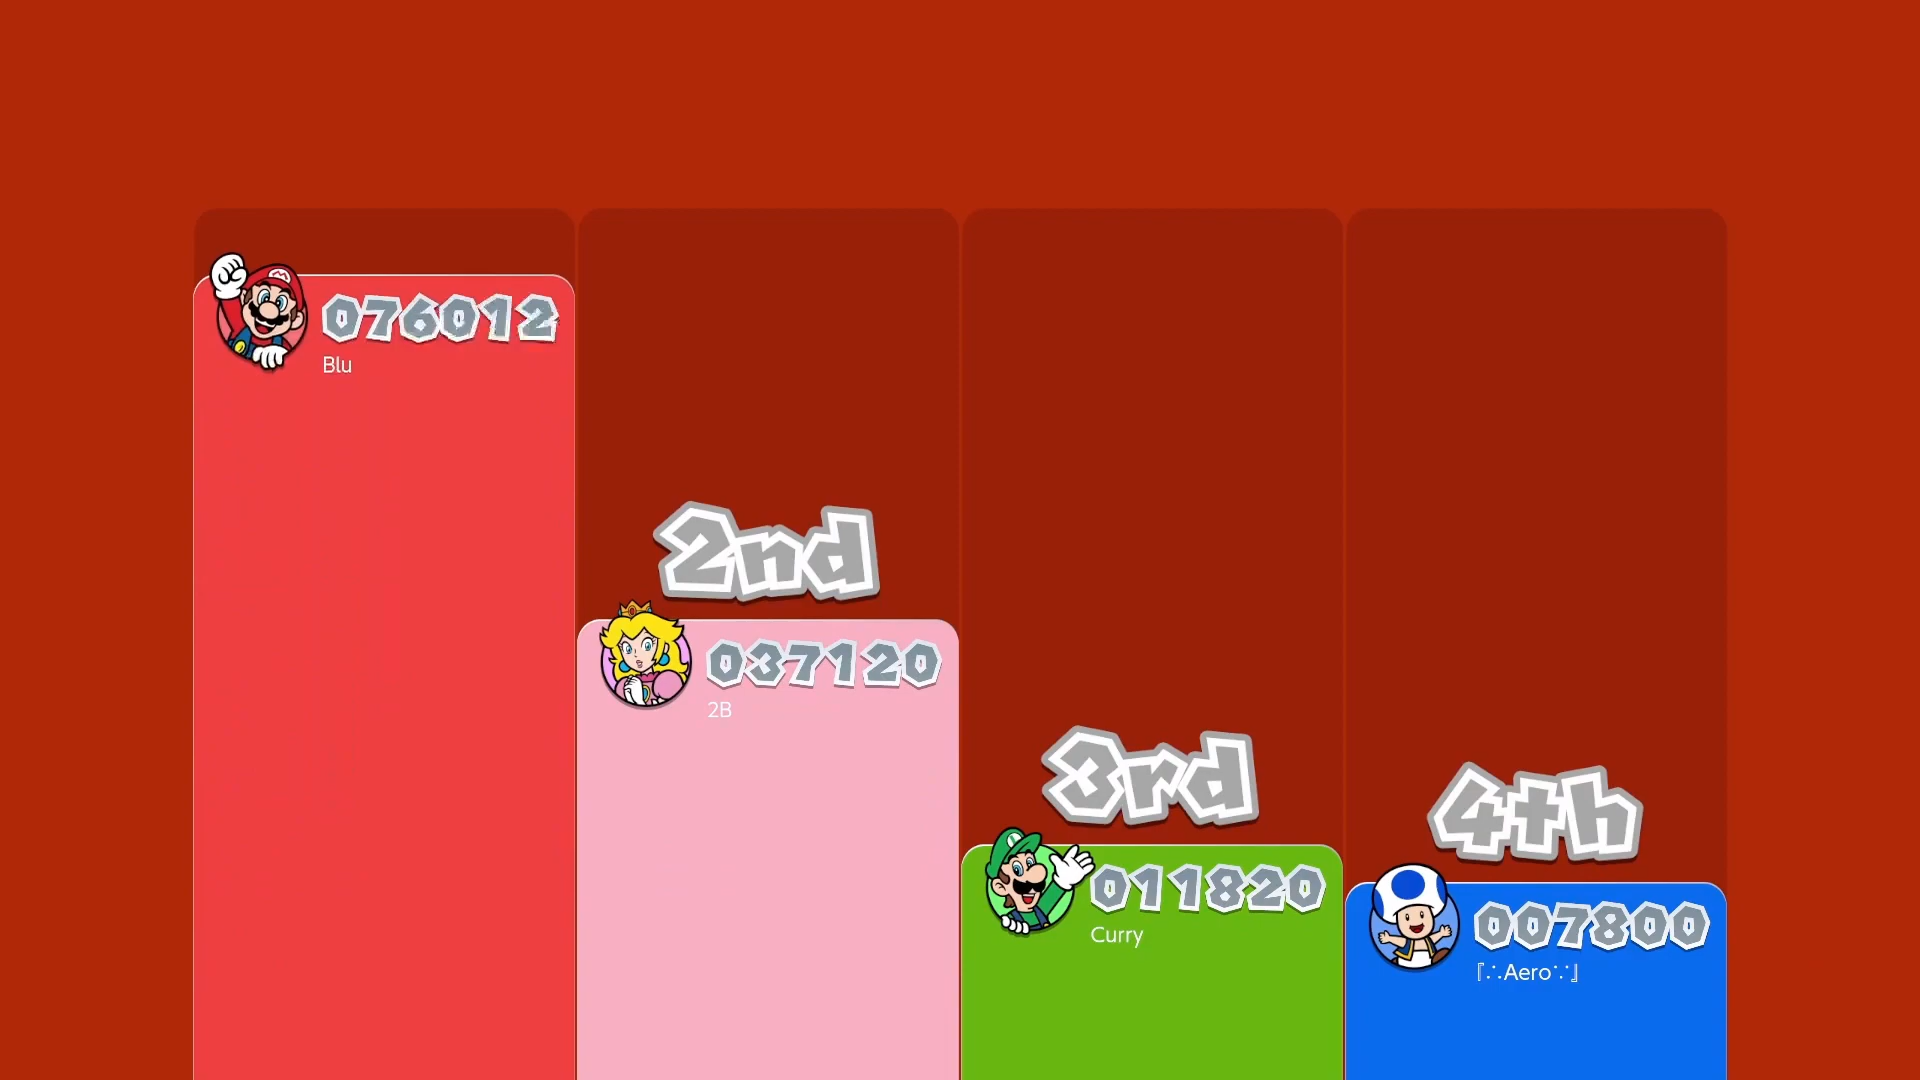 076012
Blu
2nd
037120
2B
3rd
011820
Curry
4th
007800
『∴Aero∵』